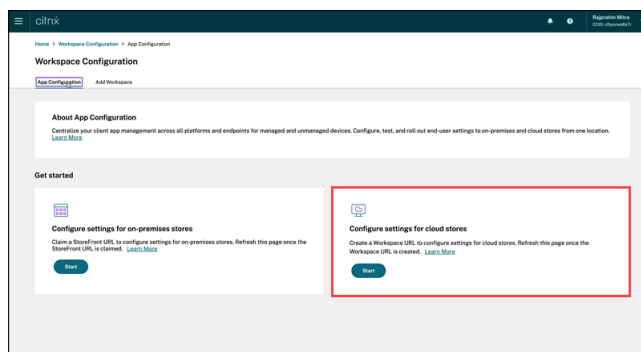 citrix
Rajpratim Mitra
Home > Workspace Configuration > App Configuration
Workspace Configuration
App Configuration
Add Workspace
About App Configuration
Centralize your client app management across all platforms and endpoints for managed and unmanaged devices. Configure, test, and roll out end-user settings to on-premises and cloud stores from one location.
Learn More
Get started
Configure settings for on-premises stores
Claim a StoreFront URL to configure settings for on-premises stores. Refresh this page once the
StoreFront URL is claimed. Learn More
Start
Configure settings for cloud stores
Create a Workspace URL to configure settings for cloud stores. Refresh this page once the
Workspace URL is created. Learn More
Start